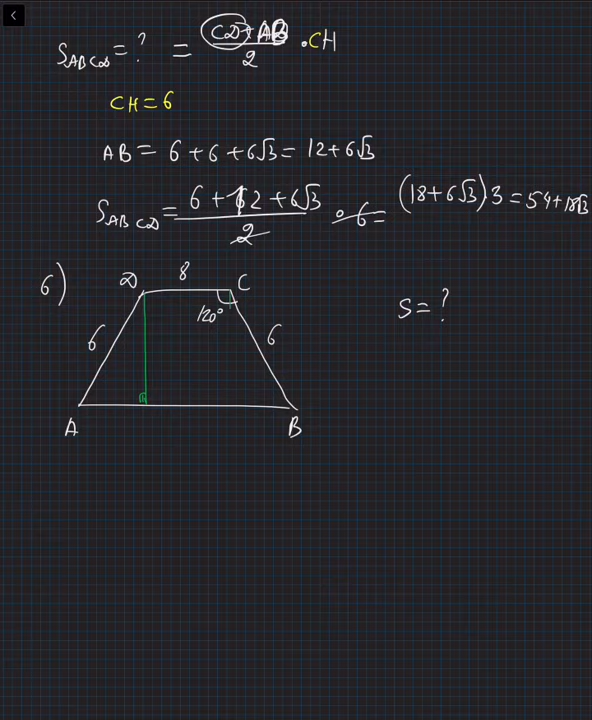 S_ABCD = ? = (CD + AB)/2 · CH
CH = 6
AB = 6 + 6 + 6√3 = 12 + 6√3
S_ABCD = (6 + 12 + 6√3)/2 · 6 = (18 + 6√3) · 3 = 54 + 18√3
6)
D 8 C
120°
S = ?
6 6
A B